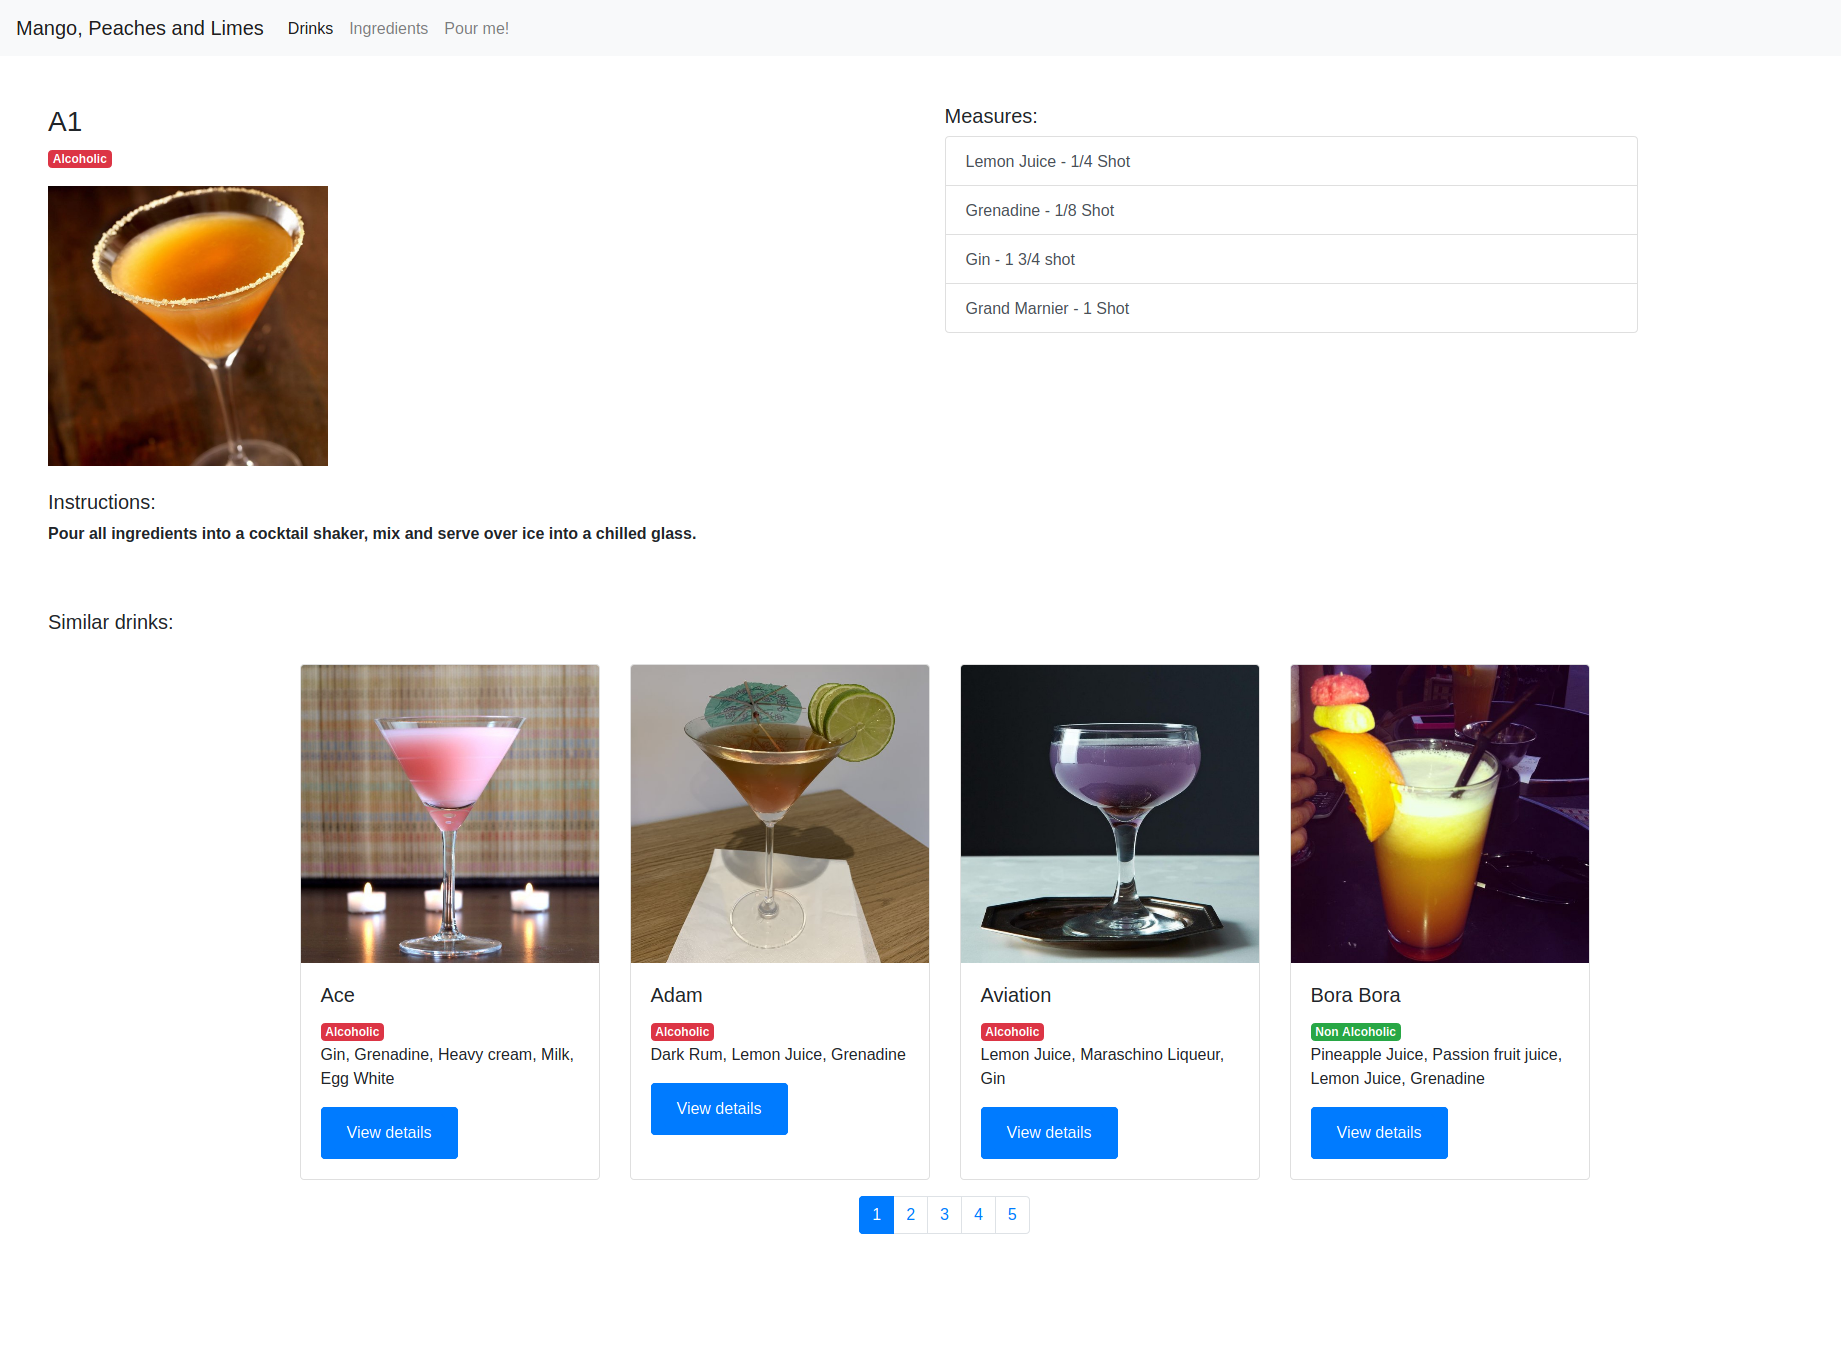 Mango, Peaches and Limes Drinks Ingredients Pour me!
A1
Alcoholic
Measures:
Lemon Juice - 1/4 Shot
Grenadine - 1/8 Shot
Gin - 1 3/4 shot
Grand Marnier - 1 Shot
Instructions:
Pour all ingredients into a cocktail shaker, mix and serve over ice into a chilled glass.
Similar drinks:
Ace
Alcoholic
Gin, Grenadine, Heavy cream, Milk,
Egg White
View details
Adam
Alcoholic
Dark Rum, Lemon Juice, Grenadine
View details
Aviation
Alcoholic
Lemon Juice, Maraschino Liqueur,
Gin
View details
Bora Bora
Non Alcoholic
Pineapple Juice, Passion fruit juice,
Lemon Juice, Grenadine
View details
1 2 3 4 5